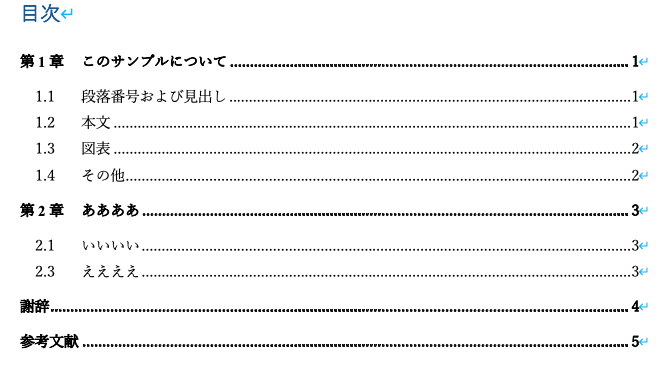 目次
第 1 章 このサンプルについて 1
1.1 段落番号および見出し 1
1.2 本文 1
1.3 図表 2
1.4 その他 2
第 2 章 ああああ 3
2.1 いいいい 3
2.3 ええええ 3
謝辞 4
参考文献 5